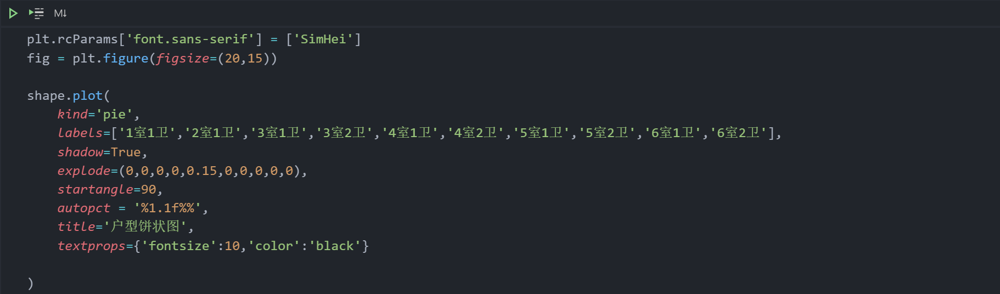 M↓
plt.rcParams['font.sans-serif'] = ['SimHei']
fig = plt.figure(figsize=(20,15))
shape.plot(
    kind='pie',
    labels=['1室1卫','2室1卫','3室1卫','3室2卫','4室1卫','4室2卫','5室1卫','5室2卫','6室1卫','6室2卫'],
    shadow=True,
    explode=(0,0,0,0,0.15,0,0,0,0,0),
    startangle=90,
    autopct = '%1.1f%%',
    title='户型饼状图',
    textprops={'fontsize':10,'color':'black'}
)